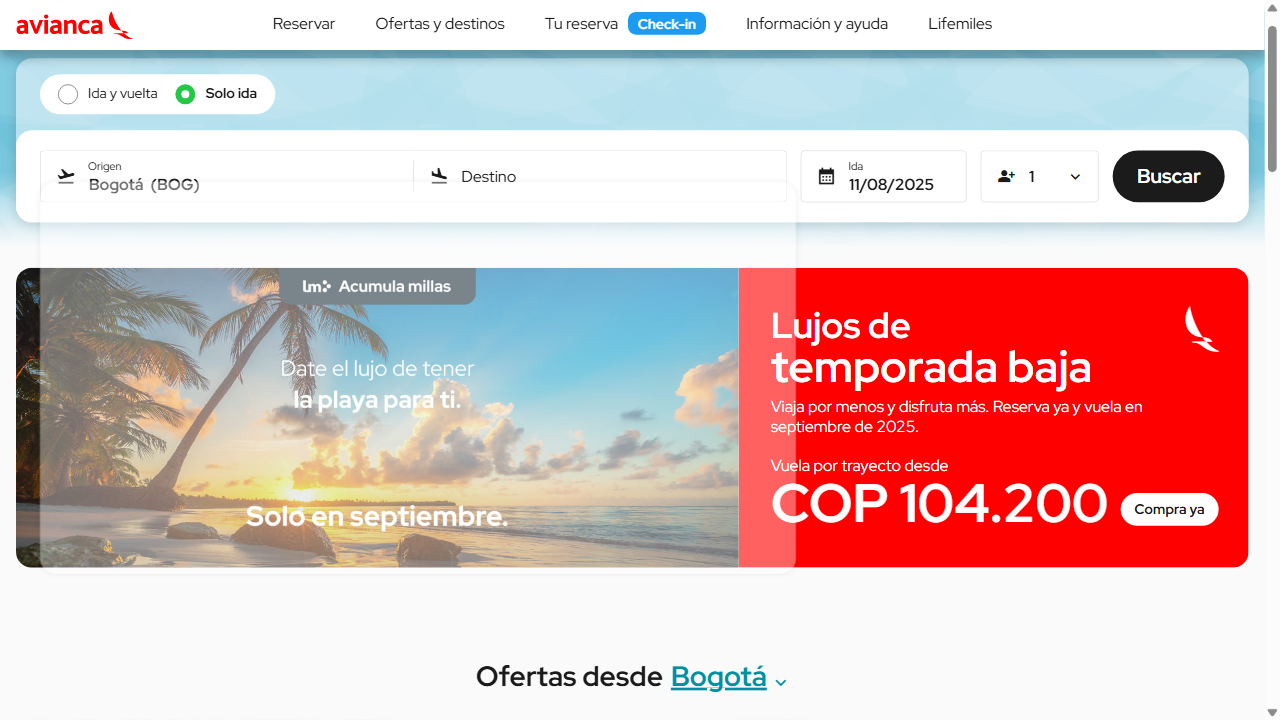 avianca
Reservar
Ofertas y destinos
Tu reserva
Check-in
Información y ayuda
Lifemiles
Ida y vuelta
Solo ida
Origen
Bogotá (BOG)
Destino
Ida
11/08/2025
1
Buscar
lm Acumula millas
Date el lujo de tener
la playa para ti.
Solo en septiembre.
Lujos de
temporada baja
Viaja por menos y disfruta más. Reserva ya y vuela en
septiembre de 2025.
Vuela por trayecto desde
COP 104.200
Compra ya
Ofertas desde Bogotá